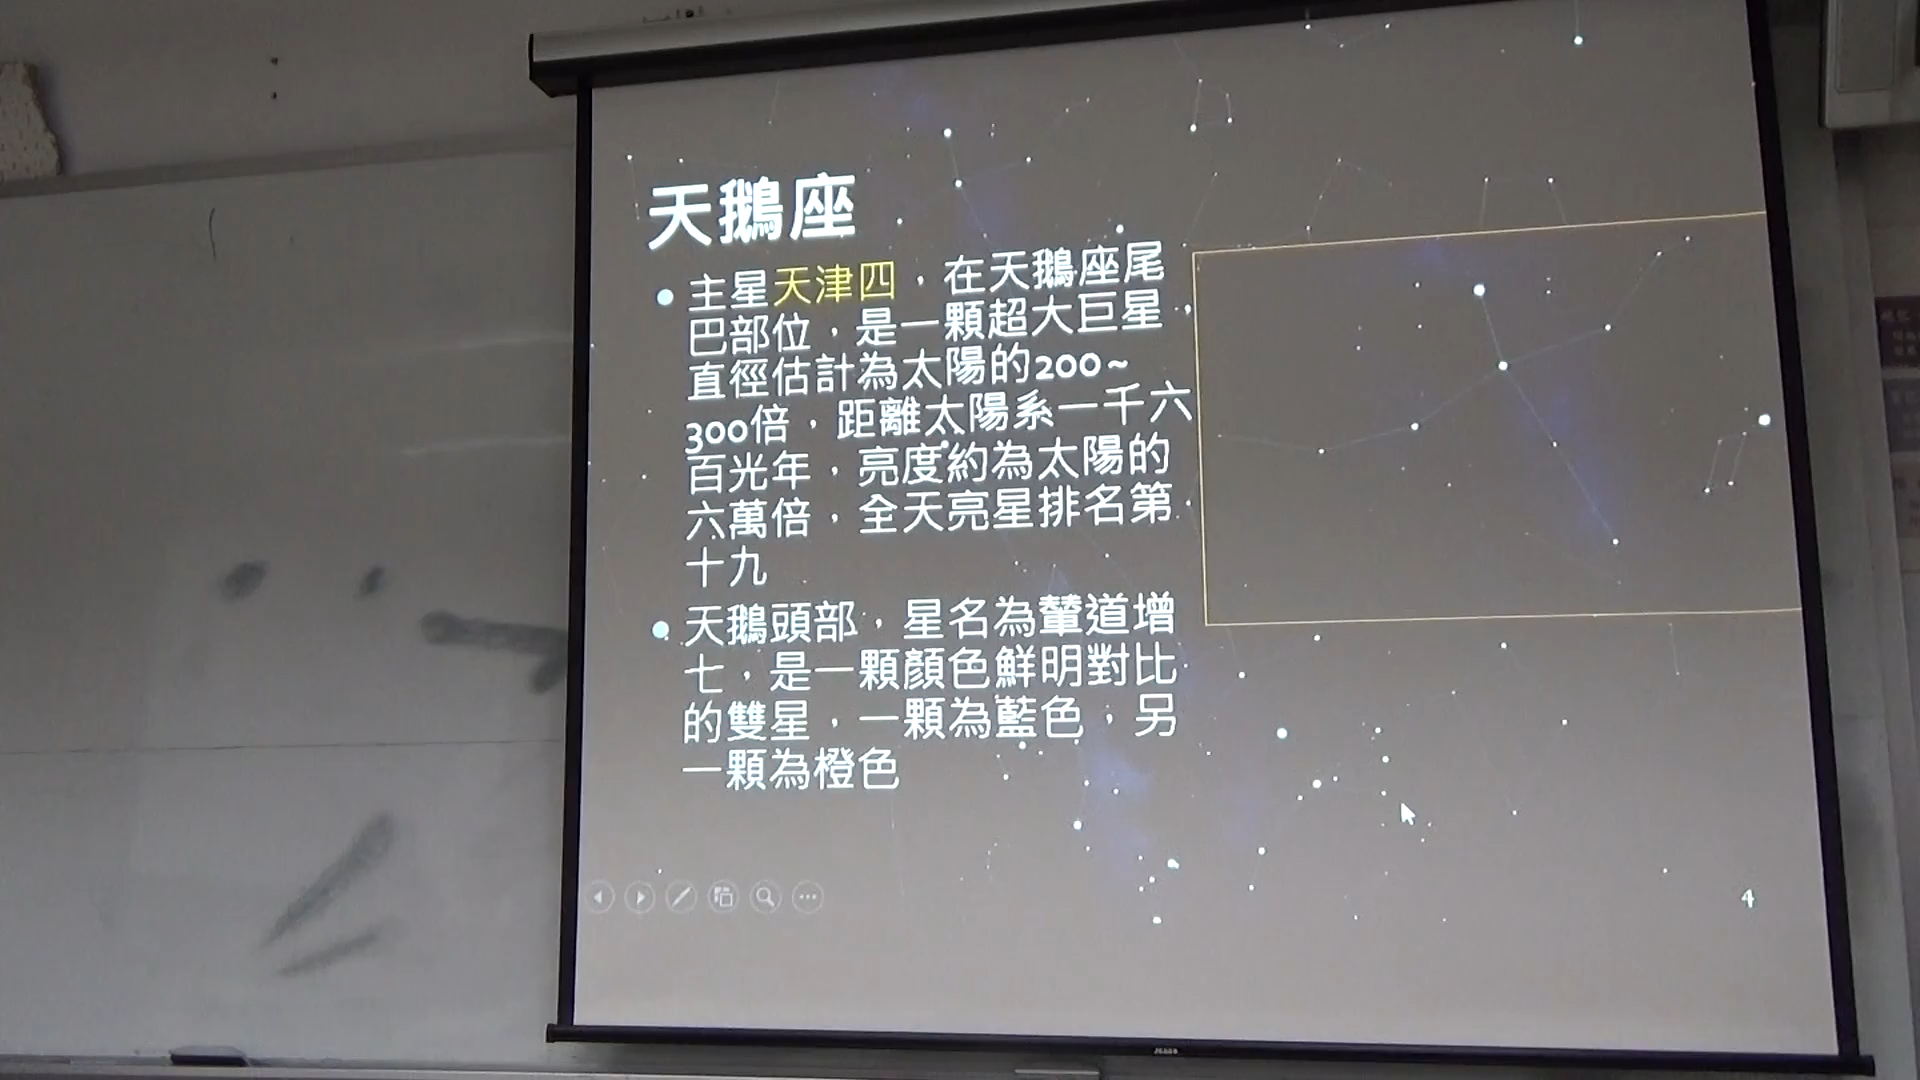 天鵝座
主星天津四，在天鵝座尾
巴部位，是一顆超大巨星，
直徑估計為太陽的200~
300倍，距離太陽系一千六
百光年，亮度約為太陽的
六萬倍，全天亮星排名第
十九
天鵝頭部，星名為輦道增
七，是一顆顏色鮮明對比
的雙星，一顆為藍色，另
一顆為橙色
4